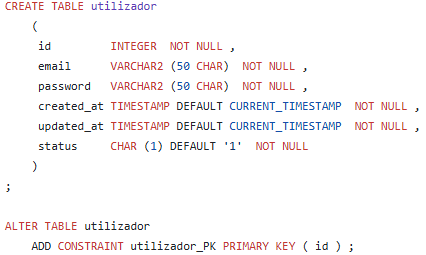 CREATE TABLE utilizador
(
id INTEGER NOT NULL ,
email VARCHAR2 (50 CHAR) NOT NULL ,
password VARCHAR2 (50 CHAR) NOT NULL ,
created_at TIMESTAMP DEFAULT CURRENT_TIMESTAMP NOT NULL ,
updated_at TIMESTAMP DEFAULT CURRENT_TIMESTAMP NOT NULL ,
status CHAR (1) DEFAULT '1' NOT NULL
)
;
ALTER TABLE utilizador
ADD CONSTRAINT utilizador_PK PRIMARY KEY ( id ) ;